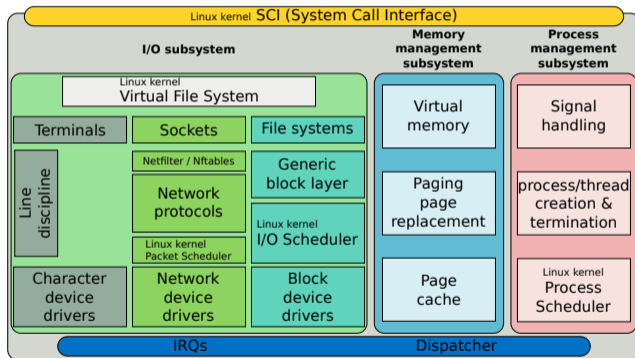 Linux kernel SCI (System Call Interface)
I/O subsystem
Memory
management
subsystem
Process
management
subsystem
Linux kernel
Virtual File System
Terminals
Sockets
File systems
Line
discipline
Netfilter / Nftables
Network
protocols
Linux kernel
Packet Scheduler
Generic
block layer
Linux kernel
I/O Scheduler
Character
device
drivers
Network
device
drivers
Block
device
drivers
Virtual
memory
Paging
page
replacement
Page
cache
Signal
handling
process/thread
creation &
termination
Linux kernel
Process
Scheduler
IRQs
Dispatcher